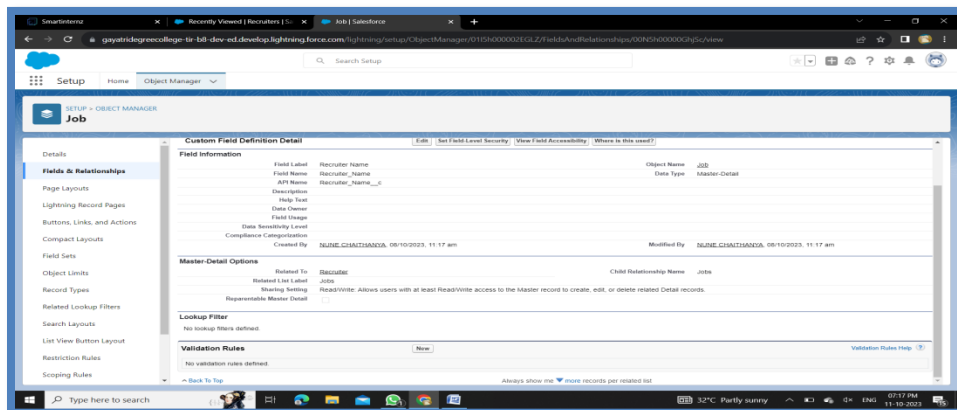 Smartinternz
Recently Viewed | Recruiters | Sa
Job | Salesforce
gayatridegreecollege-tir-b8-dev-ed.develop.lightning.force.com/lightning/setup/ObjectManager/01I5h000002EGLZ/FieldsAndRelationships/00N5h00000GhjSc/view
Search Setup
Setup Home Object Manager
SETUP > OBJECT MANAGER
Job
Details
Fields & Relationships
Page Layouts
Lightning Record Pages
Buttons, Links, and Actions
Compact Layouts
Field Sets
Object Limits
Record Types
Related Lookup Filters
Search Layouts
List View Button Layout
Restriction Rules
Scoping Rules
Custom Field Definition Detail Edit Set Field-Level Security View Field Accessibility Where is this used?
Field Information
Field Label Recruiter Name Object Name Job
Field Name Recruiter_Name Data Type Master-Detail
API Name Recruiter_Name__c
Description
Help Text
Data Owner
Field Usage
Data Sensitivity Level
Compliance Categorization
Created By NUNE CHAITHANYA, 08/10/2023, 11:17 am Modified By NUNE CHAITHANYA, 08/10/2023, 11:17 am
Master-Detail Options
Related To Recruiter Child Relationship Name Jobs
Related List Label Jobs
Sharing Setting Read/Write: Allows users with at least Read/Write access to the Master record to create, edit, or delete related Detail records.
Reparentable Master Detail
Lookup Filter
No lookup filters defined.
Validation Rules New Validation Rules Help
No validation rules defined.
Back To Top Always show me more records per related list
Type here to search
32°C Partly sunny
ENG
07:17 PM
11-10-2023